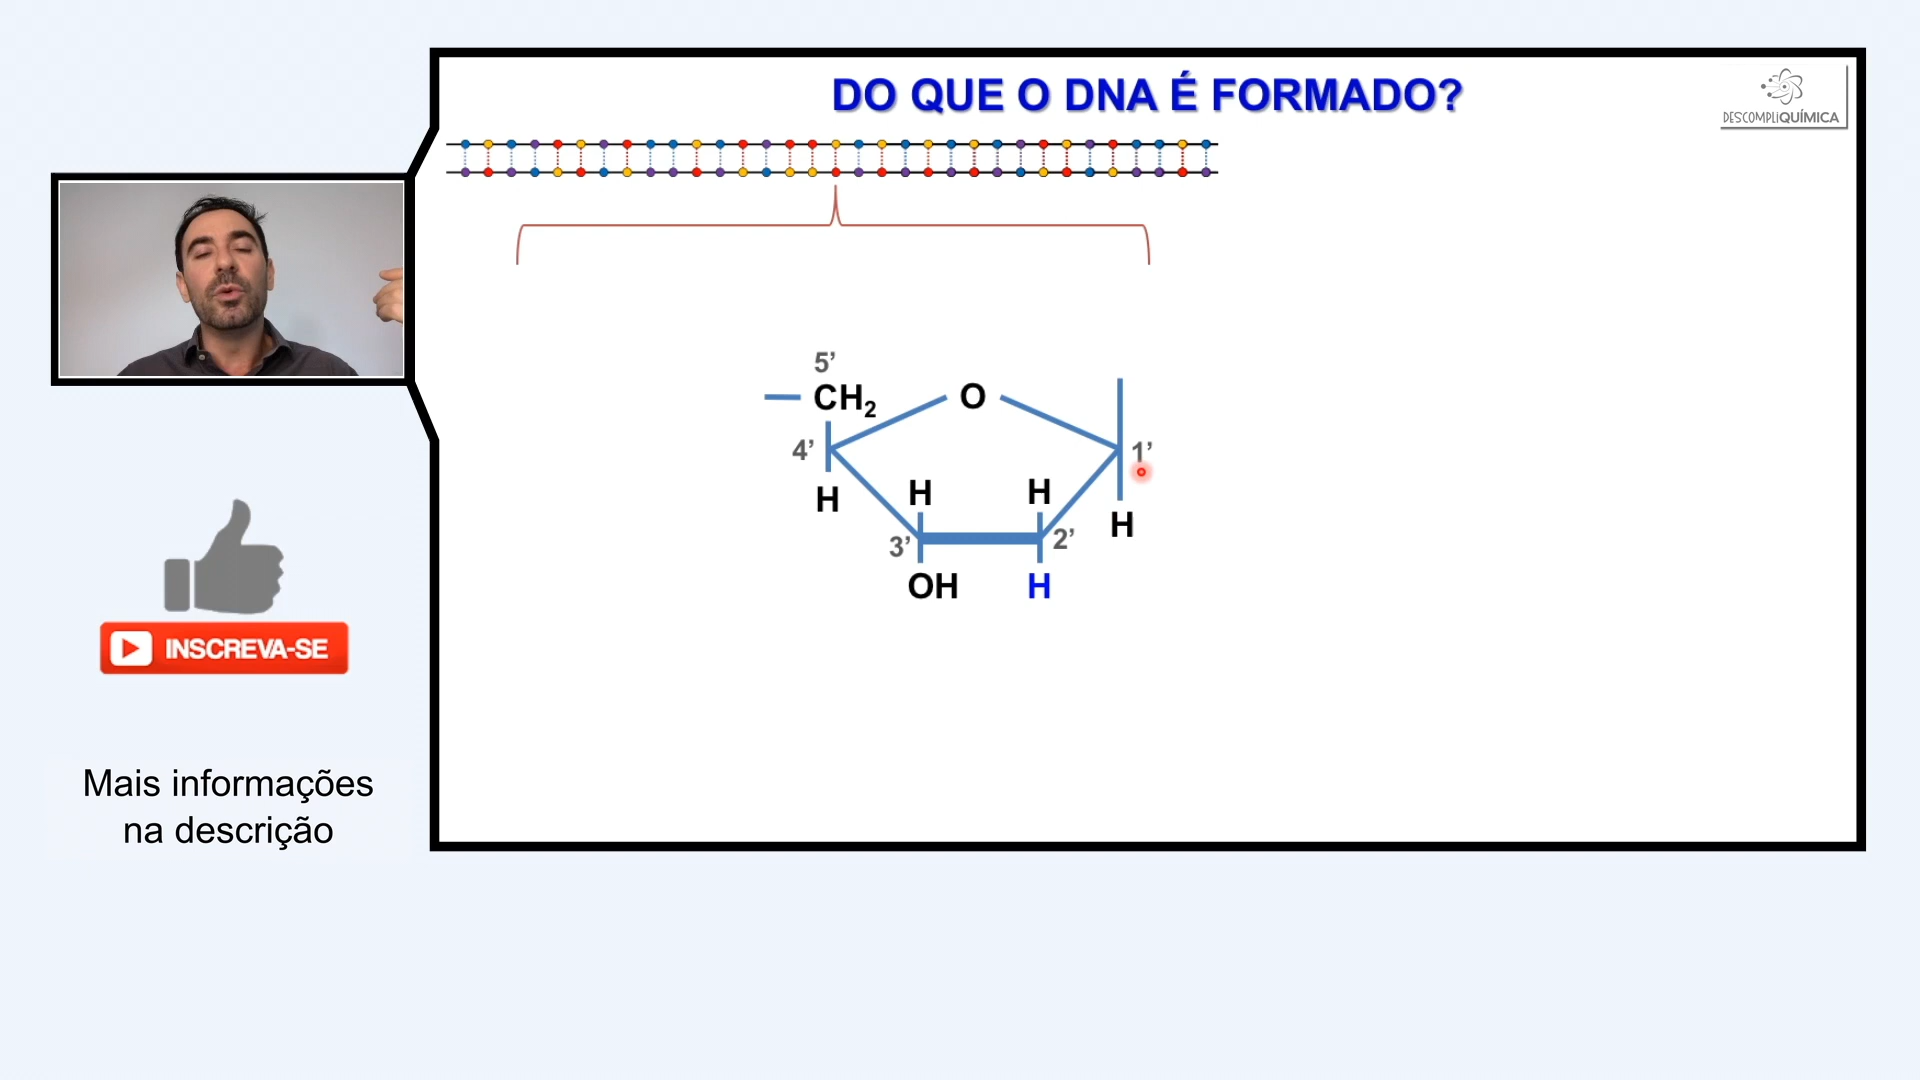 DO QUE O DNA É FORMADO?
DESCOMPLIQUÍMICA
5’
CH2
O
4’
1’
H
H
H
H
3’
2’
OH
H
INSCREVA-SE
Mais informações
na descrição